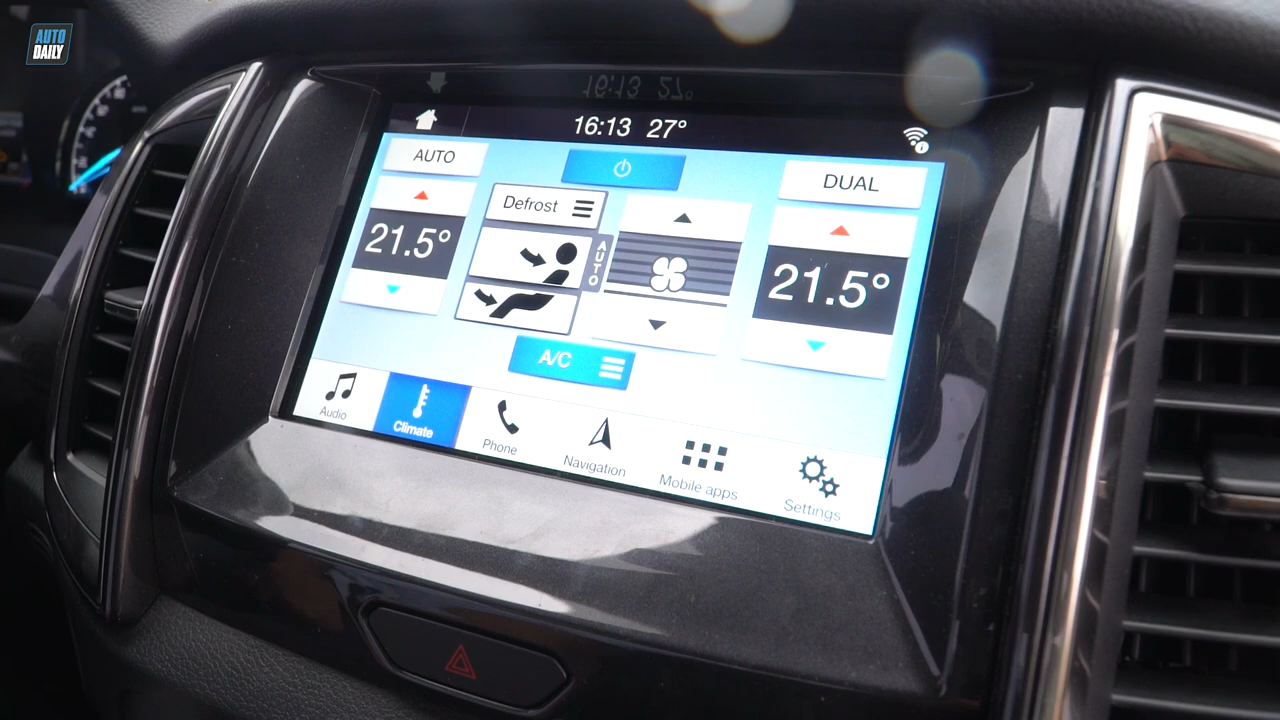 AUTO
DAILY
16:13 27°
AUTO
DUAL
Defrost
21.5°
AUTO
21.5°
A/C
Audio
Climate
Phone
Navigation
Mobile apps
Settings